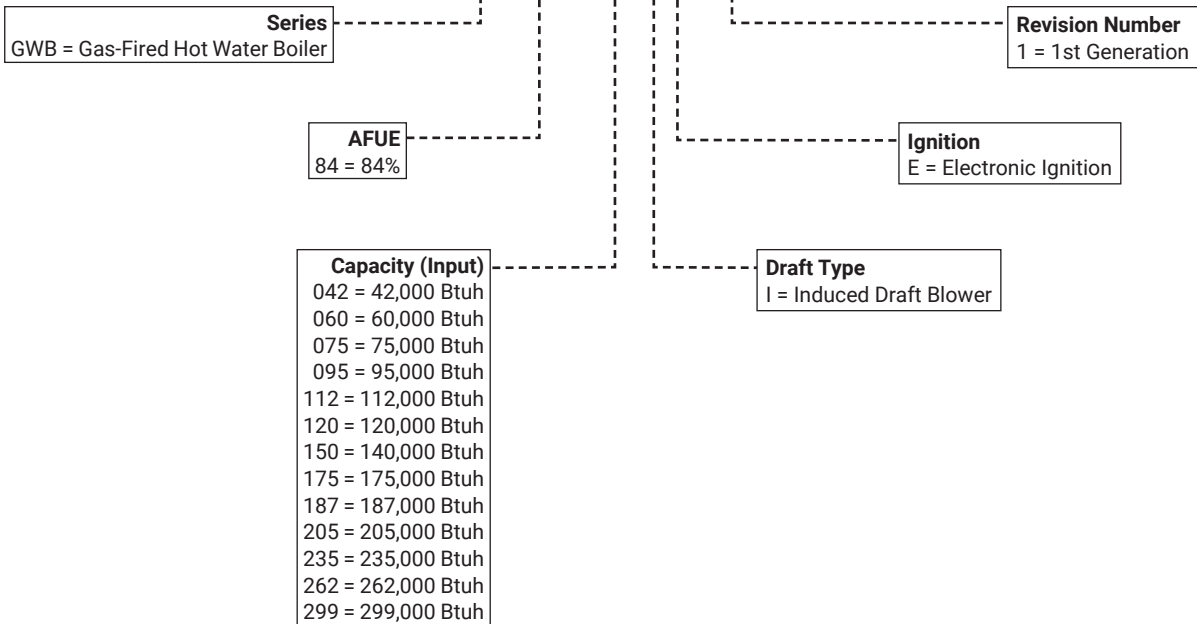 Series
GWB = Gas-Fired Hot Water Boiler
Revision Number
1 = 1st Generation
AFUE
84 = 84%
Ignition
E = Electronic Ignition
Capacity (Input)
042 = 42,000 Btuh
060 = 60,000 Btuh
075 = 75,000 Btuh
095 = 95,000 Btuh
112 = 112,000 Btuh
120 = 120,000 Btuh
150 = 140,000 Btuh
175 = 175,000 Btuh
187 = 187,000 Btuh
205 = 205,000 Btuh
235 = 235,000 Btuh
262 = 262,000 Btuh
299 = 299,000 Btuh
Draft Type
I = Induced Draft Blower